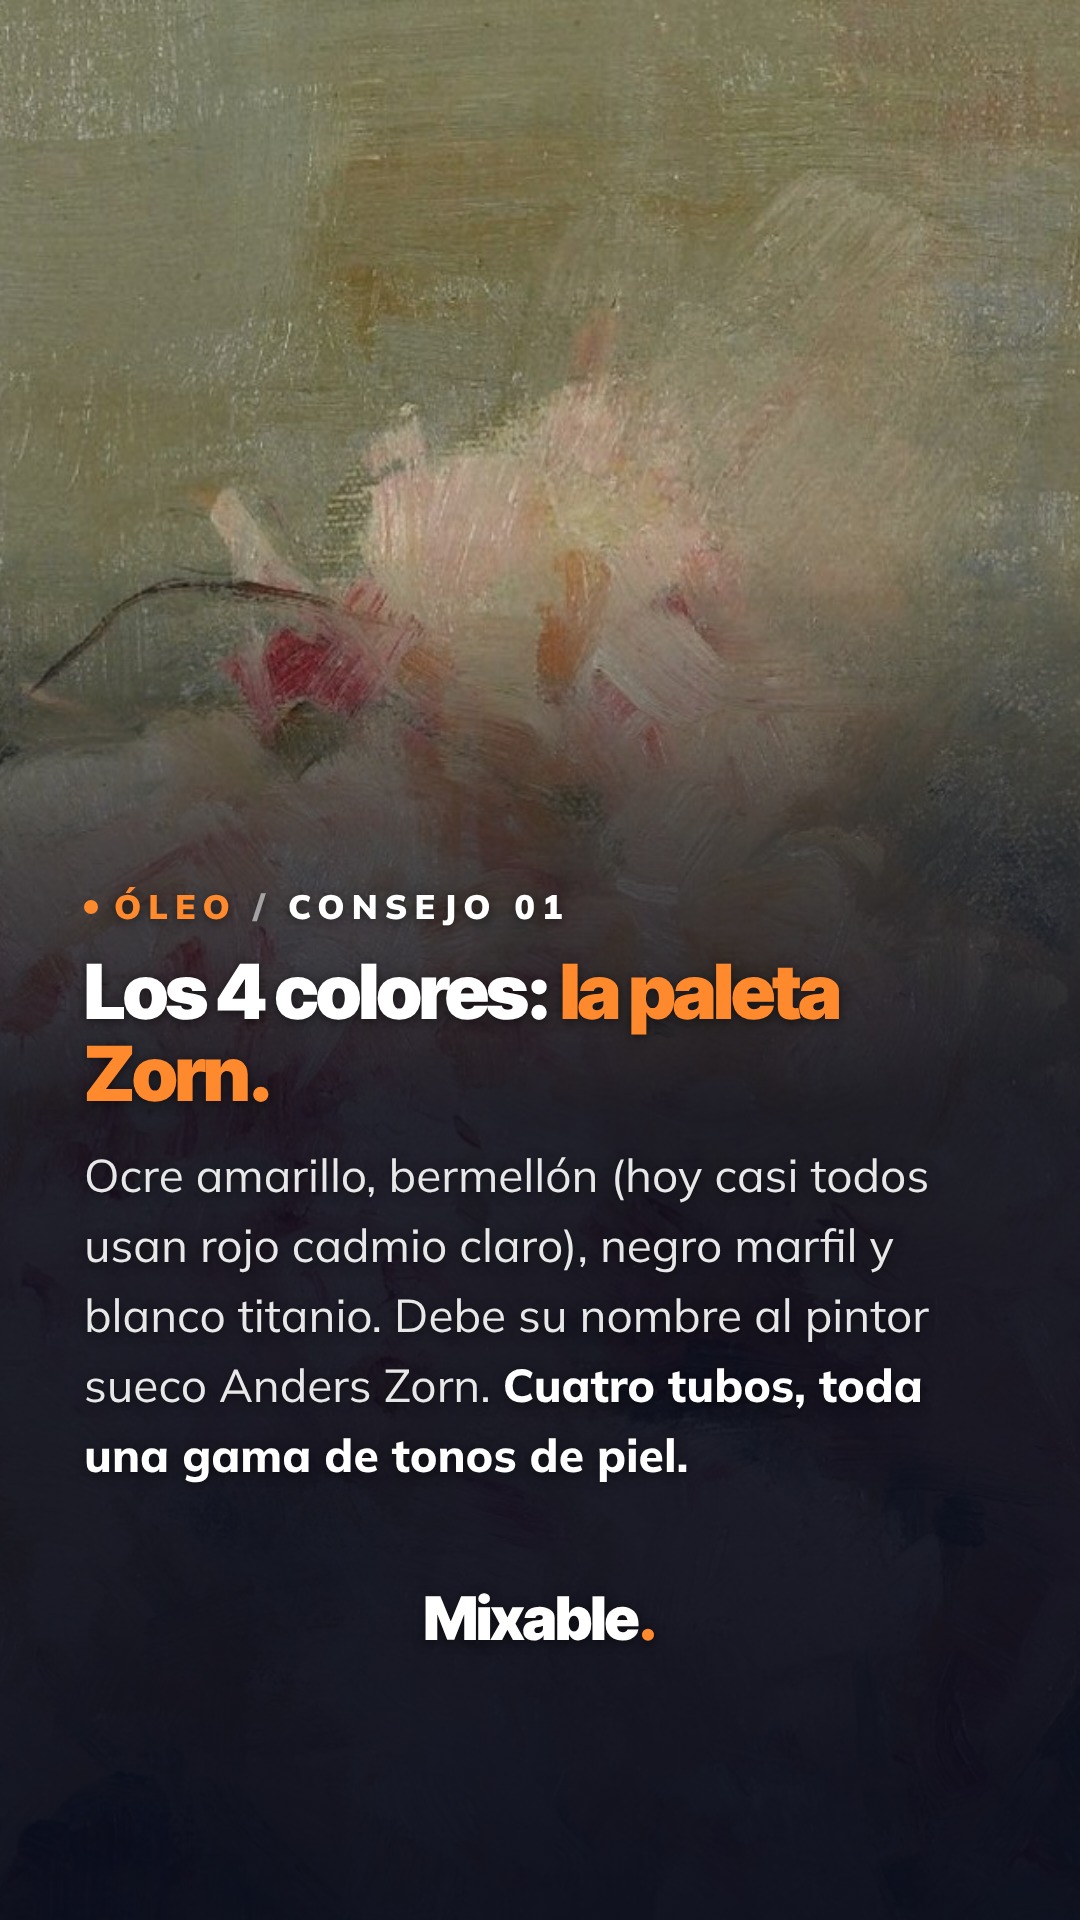 • ÓLEO / CONSEJO 01
Los 4 colores: la paleta
Zorn.
Ocre amarillo, bermellón (hoy casi todos
usan rojo cadmio claro), negro marfil y
blanco titanio. Debe su nombre al pintor
sueco Anders Zorn. Cuatro tubos, toda
una gama de tonos de piel.
Mixable.